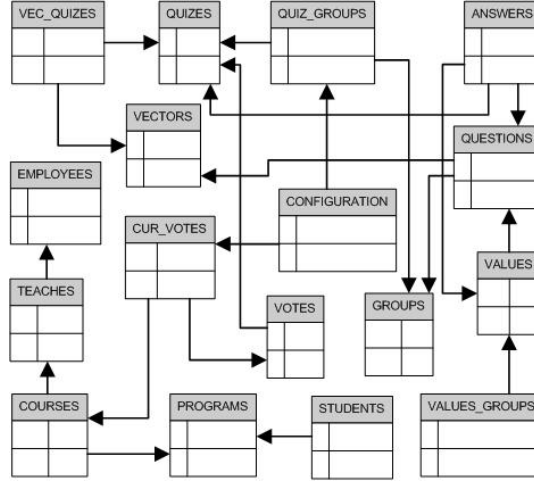 VEC_QUIZES
QUIZES
QUIZ_GROUPS
ANSWERS
VECTORS
QUESTIONS
EMPLOYEES
CONFIGURATION
CUR_VOTES
VALUES
TEACHES
VOTES
GROUPS
COURSES
PROGRAMS
STUDENTS
VALUES_GROUPS